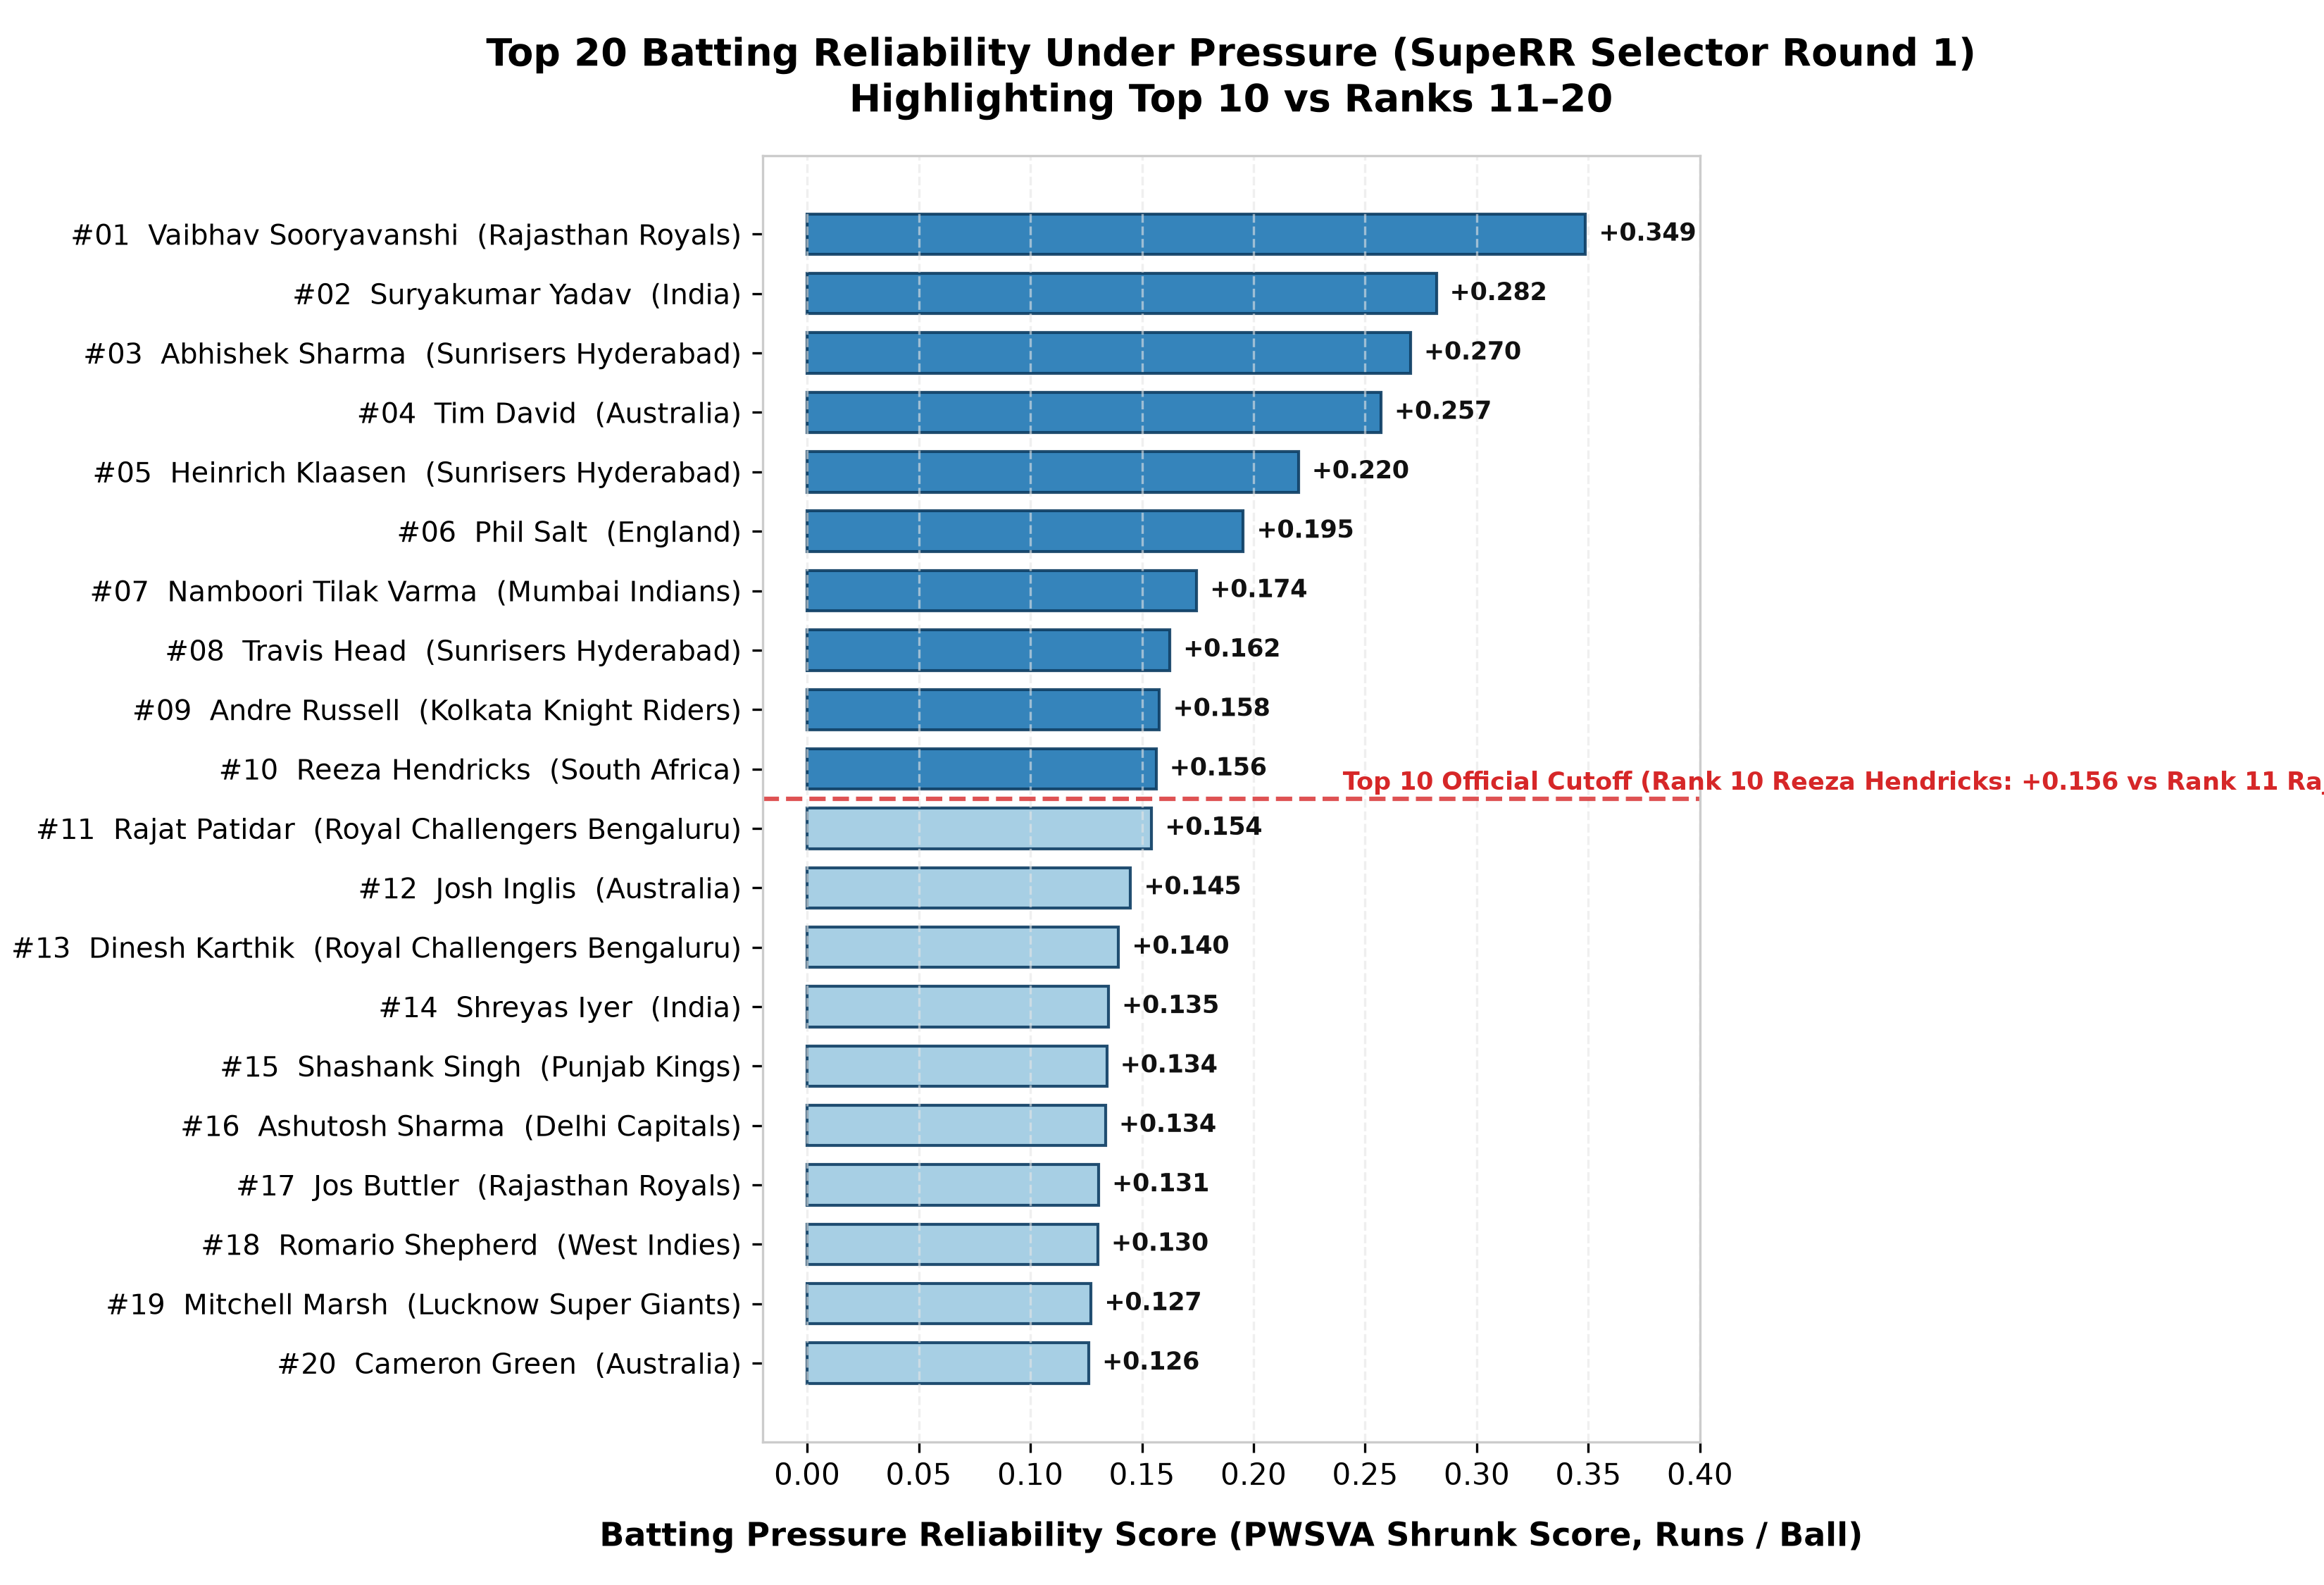 Top 20 Batting Reliability Under Pressure (SupeRR Selector Round 1)
Highlighting Top 10 vs Ranks 11–20
#01 Vaibhav Sooryavanshi (Rajasthan Royals) +0.349
#02 Suryakumar Yadav (India) +0.282
#03 Abhishek Sharma (Sunrisers Hyderabad) +0.270
#04 Tim David (Australia) +0.257
#05 Heinrich Klaasen (Sunrisers Hyderabad) +0.220
#06 Phil Salt (England) +0.195
#07 Namboori Tilak Varma (Mumbai Indians) +0.174
#08 Travis Head (Sunrisers Hyderabad) +0.162
#09 Andre Russell (Kolkata Knight Riders) +0.158
#10 Reeza Hendricks (South Africa) +0.156
Top 10 Official Cutoff (Rank 10 Reeza Hendricks: +0.156 vs Rank 11
#11 Rajat Patidar (Royal Challengers Bengaluru) +0.154
#12 Josh Inglis (Australia) +0.145
#13 Dinesh Karthik (Royal Challengers Bengaluru) +0.140
#14 Shreyas Iyer (India) +0.135
#15 Shashank Singh (Punjab Kings) +0.134
#16 Ashutosh Sharma (Delhi Capitals) +0.134
#17 Jos Buttler (Rajasthan Royals) +0.131
#18 Romario Shepherd (West Indies) +0.130
#19 Mitchell Marsh (Lucknow Super Giants) +0.127
#20 Cameron Green (Australia) +0.126
0.00 0.05 0.10 0.15 0.20 0.25 0.30 0.35 0.40
Batting Pressure Reliability Score (PWSVA Shrunk Score, Runs / Ball)